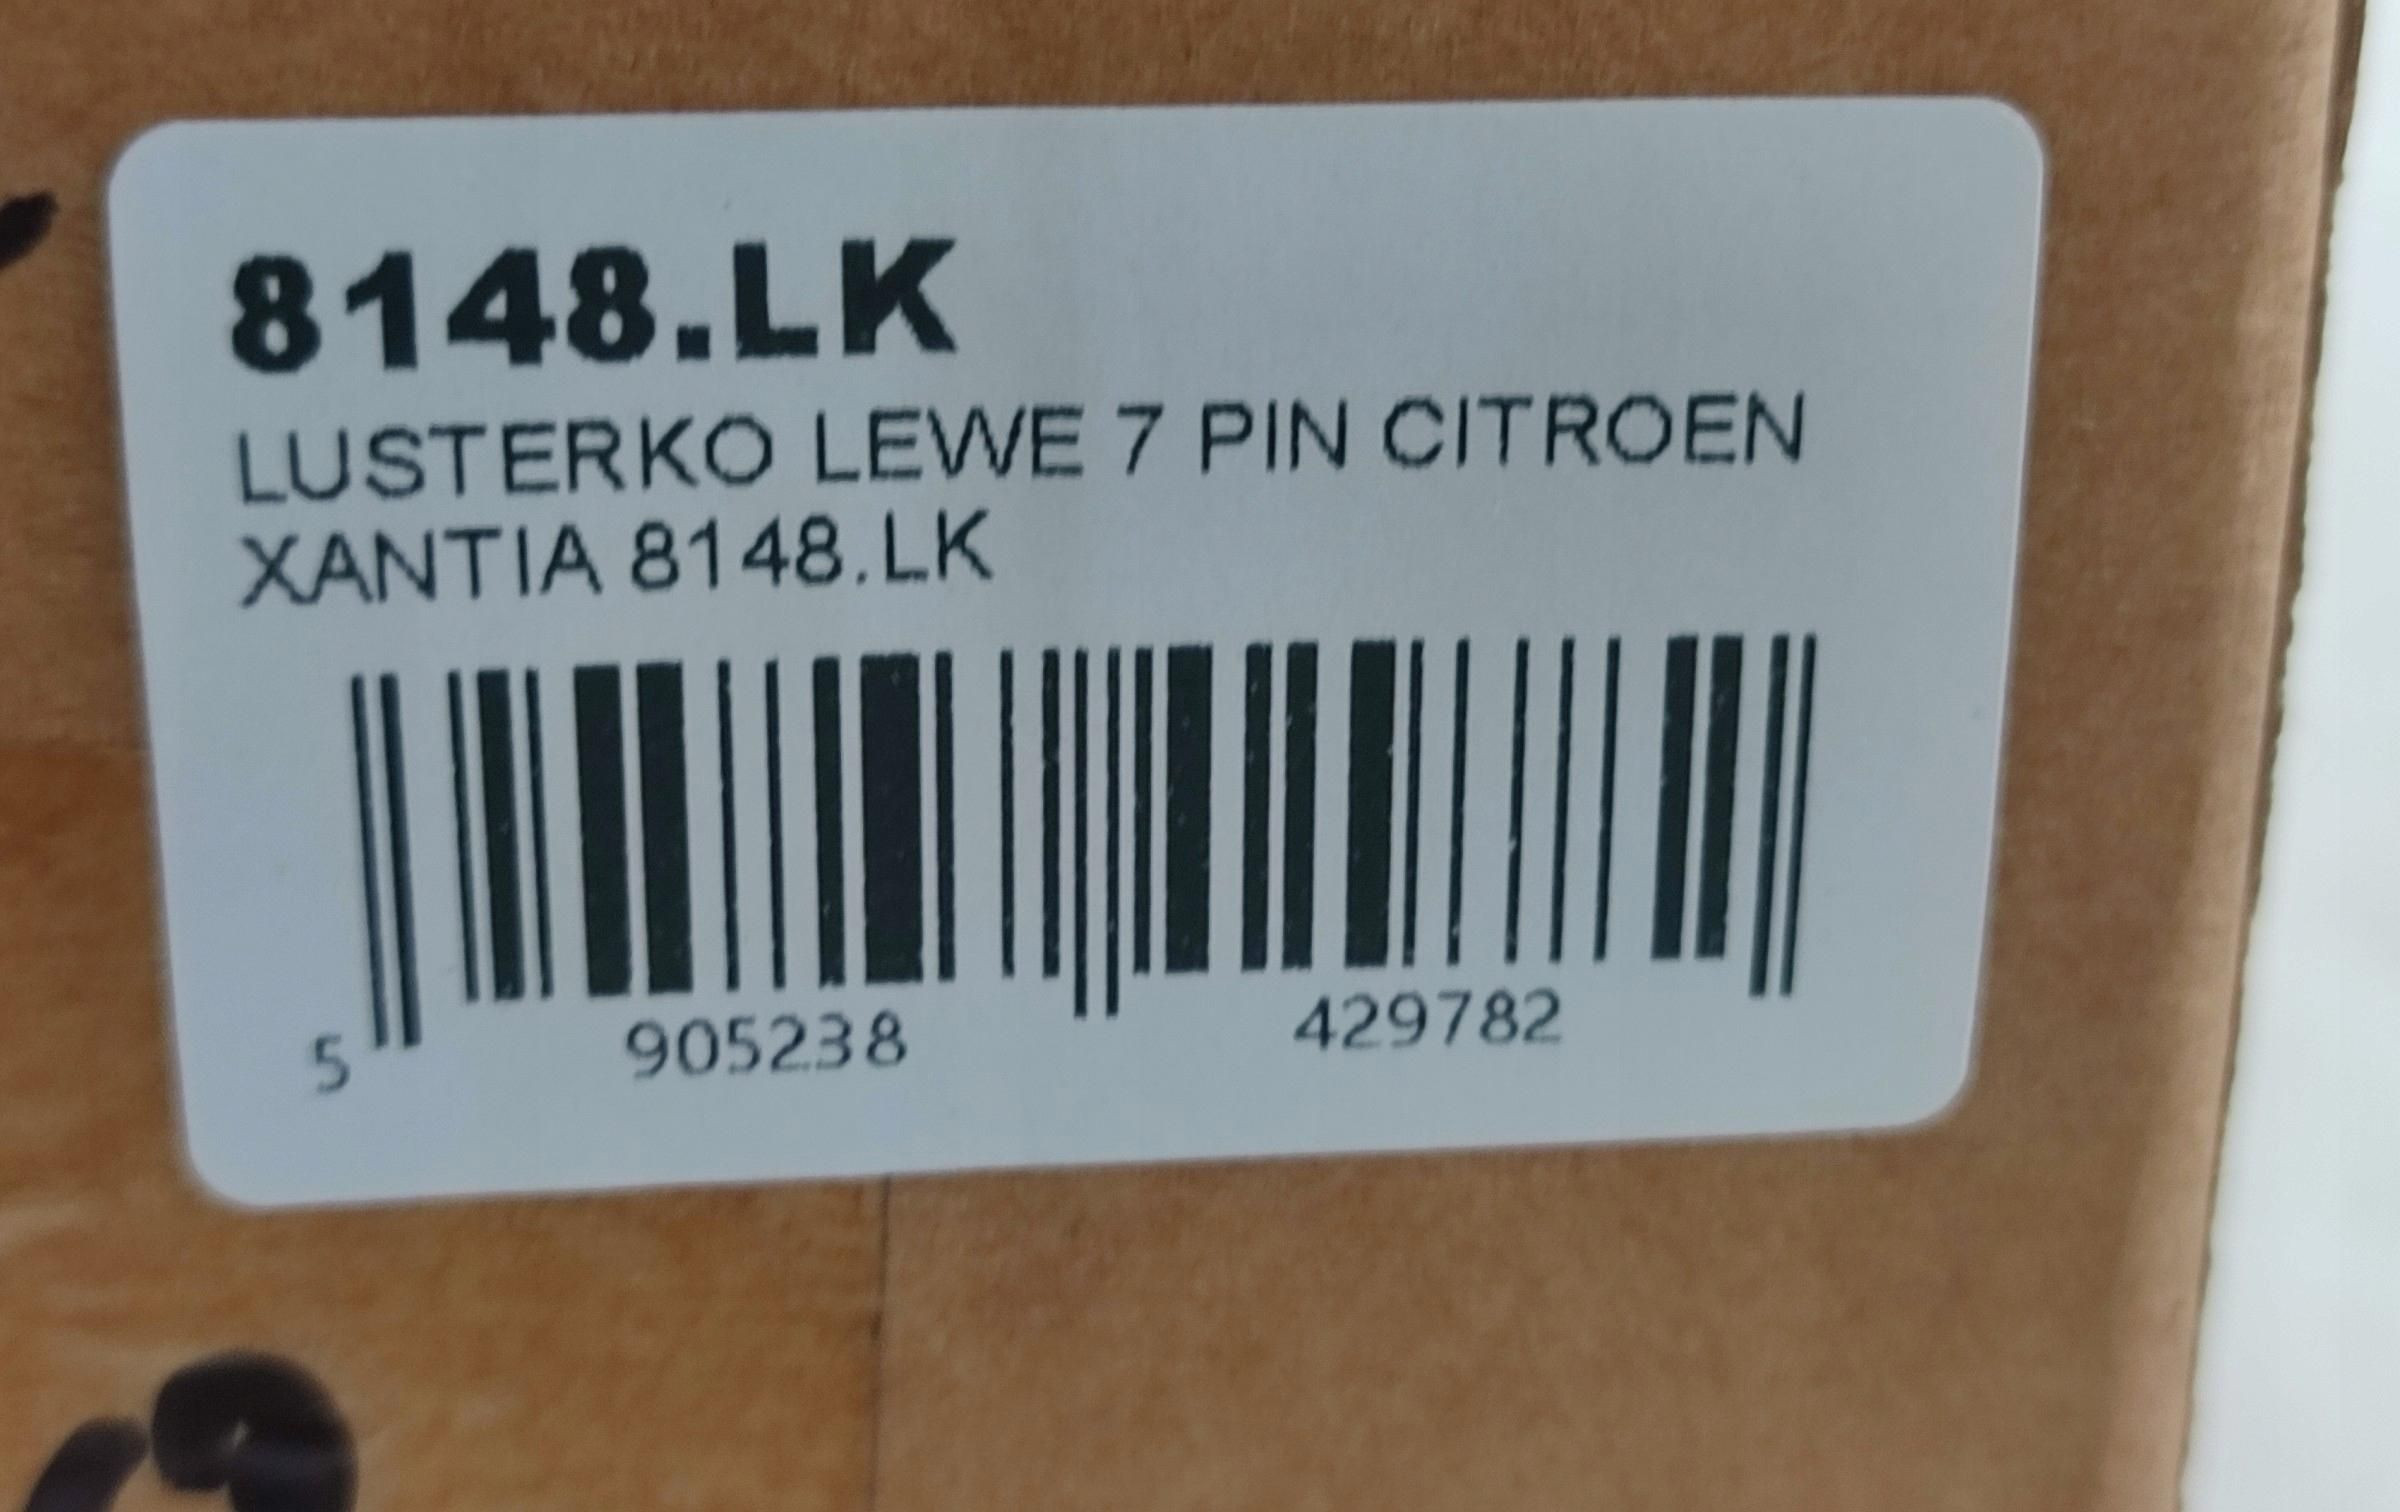 8148.LK
LUSTERKO LEWE 7 PIN CITROEN
XANTIA 8148.LK
5 905238 429782